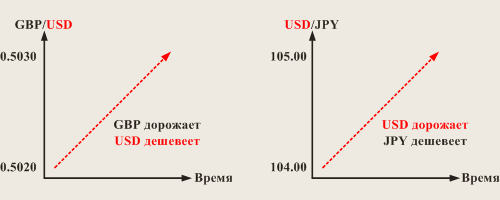 GBP/USD
0.5030
GBP дорожает
USD дешевеет
0.5020
Время
USD/JPY
105.00
USD дорожает
JPY дешевеет
104.00
Время